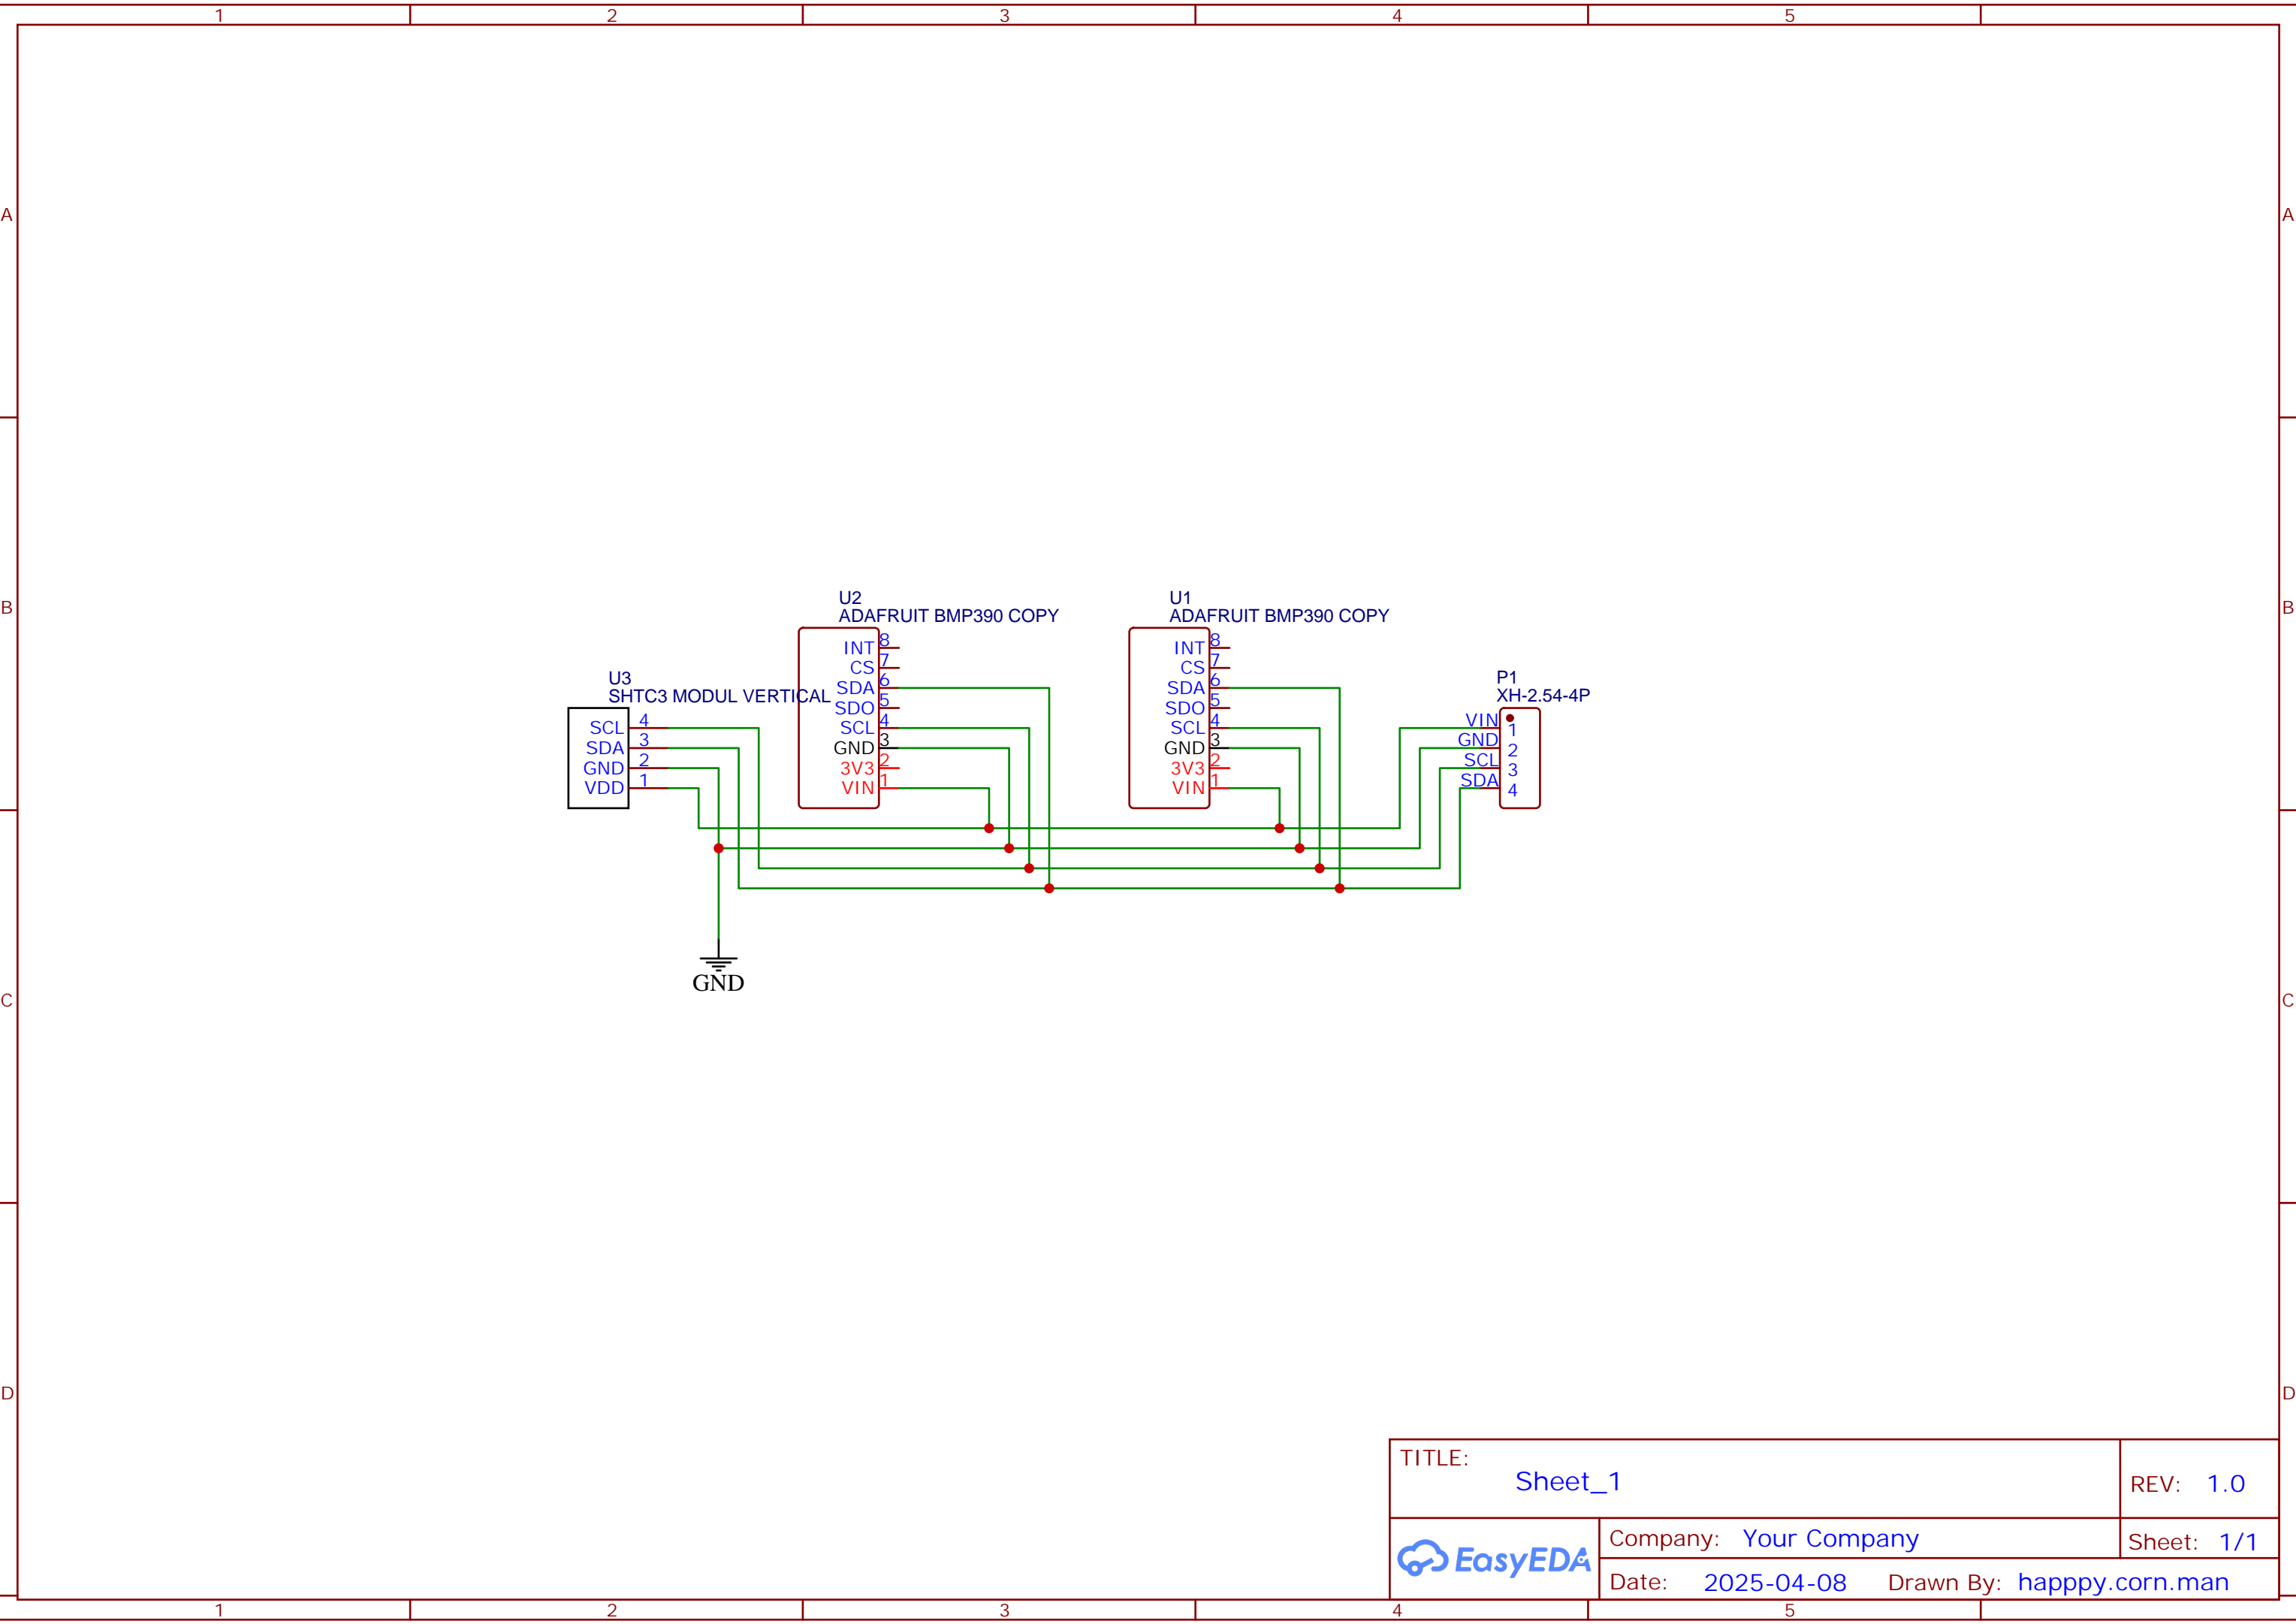 1 2 3 4 5
A A
B B
C C
D D
U2
ADAFRUIT BMP390 COPY
INT 8
CS 7
SDA 6
SDO 5
SCL 4
GND 3
3V3 2
VIN 1
U1
ADAFRUIT BMP390 COPY
INT 8
CS 7
SDA 6
SDO 5
SCL 4
GND 3
3V3 2
VIN 1
U3
SHTC3 MODUL VERTICAL
SCL 4
SDA 3
GND 2
VDD 1
P1
XH-2.54-4P
VIN 1
GND 2
SCL 3
SDA 4
GND
TITLE:
Sheet_1
REV: 1.0
EasyEDA
Company: Your Company
Sheet: 1/1
Date: 2025-04-08 Drawn By: happpy.corn.man
1 2 3 4 5